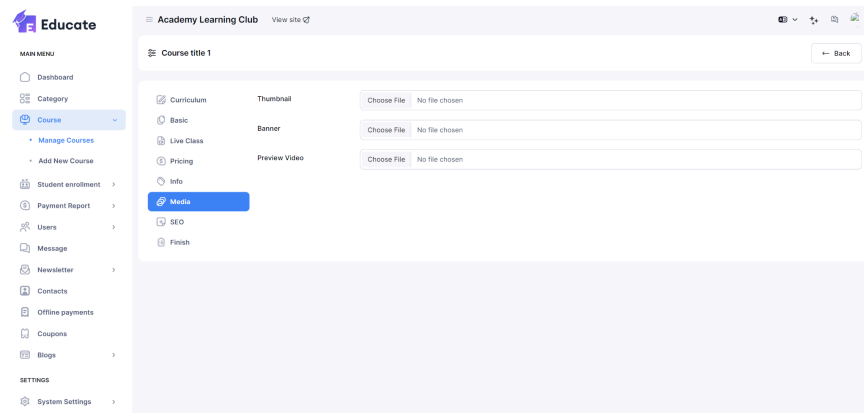 Educate
MAIN MENU
Dashboard
Category
Course
Manage Courses
Add New Course
Student enrollment
Payment Report
Users
Message
Newsletter
Contacts
Offline payments
Coupons
Blogs
SETTINGS
System Settings
Academy Learning Club View site
Course title 1
← Back
Curriculum
Basic
Live Class
Pricing
Info
Media
SEO
Finish
Thumbnail Choose File No file chosen
Banner Choose File No file chosen
Preview Video Choose File No file chosen